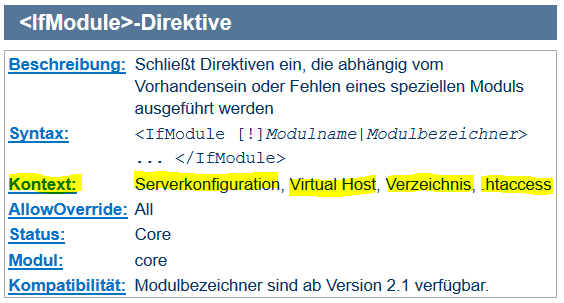 <IfModule>-Direktive
Beschreibung: Schließt Direktiven ein, die abhängig vom
Vorhandensein oder Fehlen eines speziellen Moduls
ausgeführt werden
Syntax: <IfModule [!]Modulname|Modulbezeichner>
... </IfModule>
Kontext: Serverkonfiguration, Virtual Host, Verzeichnis, .htaccess
AllowOverride: All
Status: Core
Modul: core
Kompatibilität: Modulbezeichner sind ab Version 2.1 verfügbar.